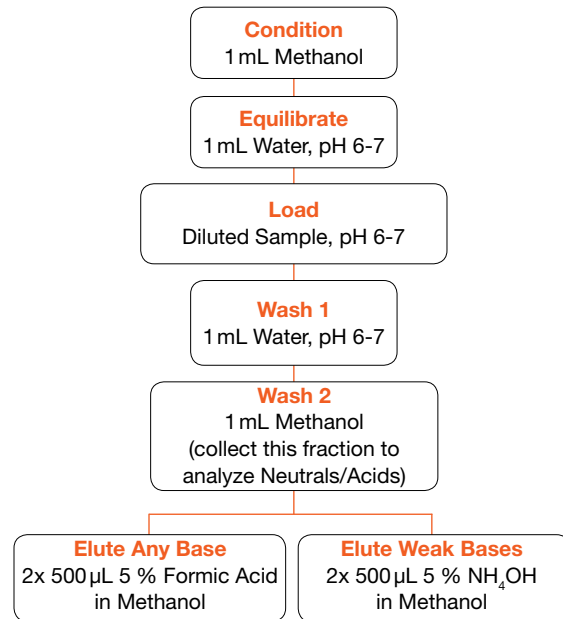 Condition
1 mL Methanol
Equilibrate
1 mL Water, pH 6-7
Load
Diluted Sample, pH 6-7
Wash 1
1 mL Water, pH 6-7
Wash 2
1 mL Methanol
(collect this fraction to
analyze Neutrals/Acids)
Elute Any Base
2x 500 µL 5 % Formic Acid
in Methanol
Elute Weak Bases
2x 500 µL 5 % NH₄OH
in Methanol